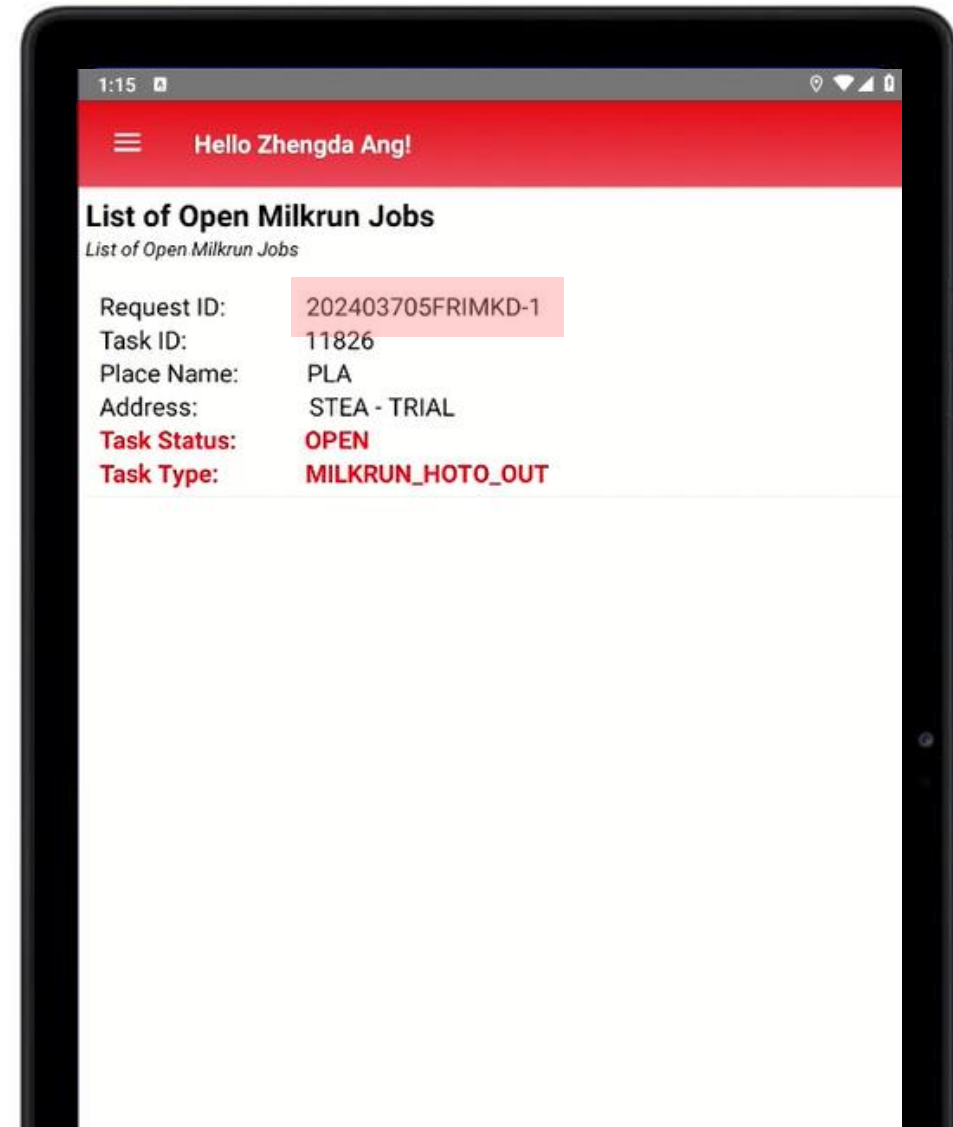 1:15
Hello Zhengda Ang!
List of Open Milkrun Jobs
List of Open Milkrun Jobs
Request ID: 202403705FRIMKD-1
Task ID: 11826
Place Name: PLA
Address: STEA - TRIAL
Task Status: OPEN
Task Type: MILKRUN_HOTO_OUT